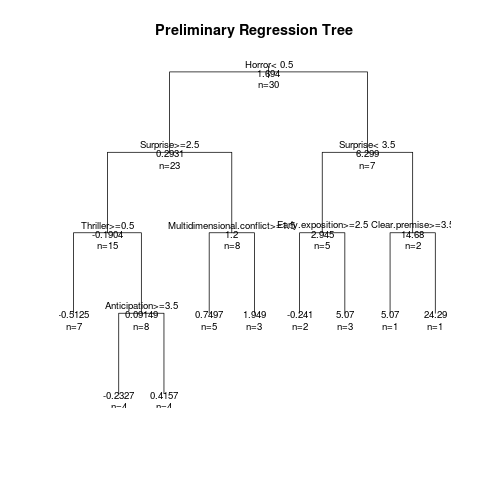 Preliminary Regression Tree
Horror< 0.5
1.694
n=30
Surprise>=2.5
0.2931
n=23
Surprise< 3.5
6.299
n=7
Thriller>=0.5
-0.1904
n=15
Multidimensional.conflict>=1.5
1.2
n=8
Early.exposition>=2.5
2.945
n=5
Clear.premise>=3.5
14.68
n=2
-0.5125
n=7
Anticipation>=3.5
0.09149
n=8
0.7497
n=5
1.949
n=3
-0.241
n=2
5.07
n=3
5.07
n=1
24.29
n=1
-0.2327
n=4
0.4157
n=4